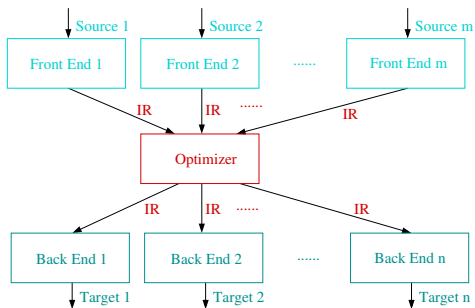 Source 1 Source 2 Source m
Front End 1 Front End 2 ...... Front End m
IR IR ...... IR
Optimizer
IR IR ...... IR
Back End 1 Back End 2 ...... Back End n
Target 1 Target 2 Target n